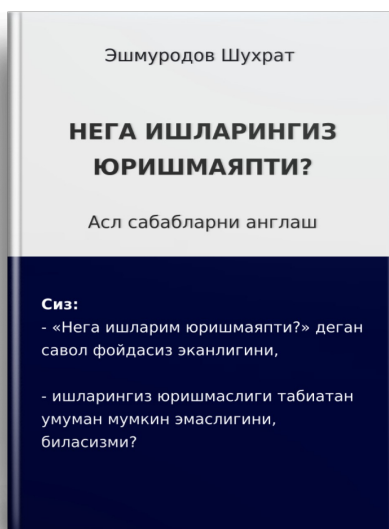 Эшмуродов Шухрат
НЕГА ИШЛАРИНГИЗ
ЮРИШМАЯПТИ?
Асл сабабларни англаш
Сиз:
- «Нега ишларим юришмаяпти?» деган
савол фойдасиз эканлигини,
- ишларингиз юришмаслиги табиатан
умуман мумкин эмаслигини,
биласизми?